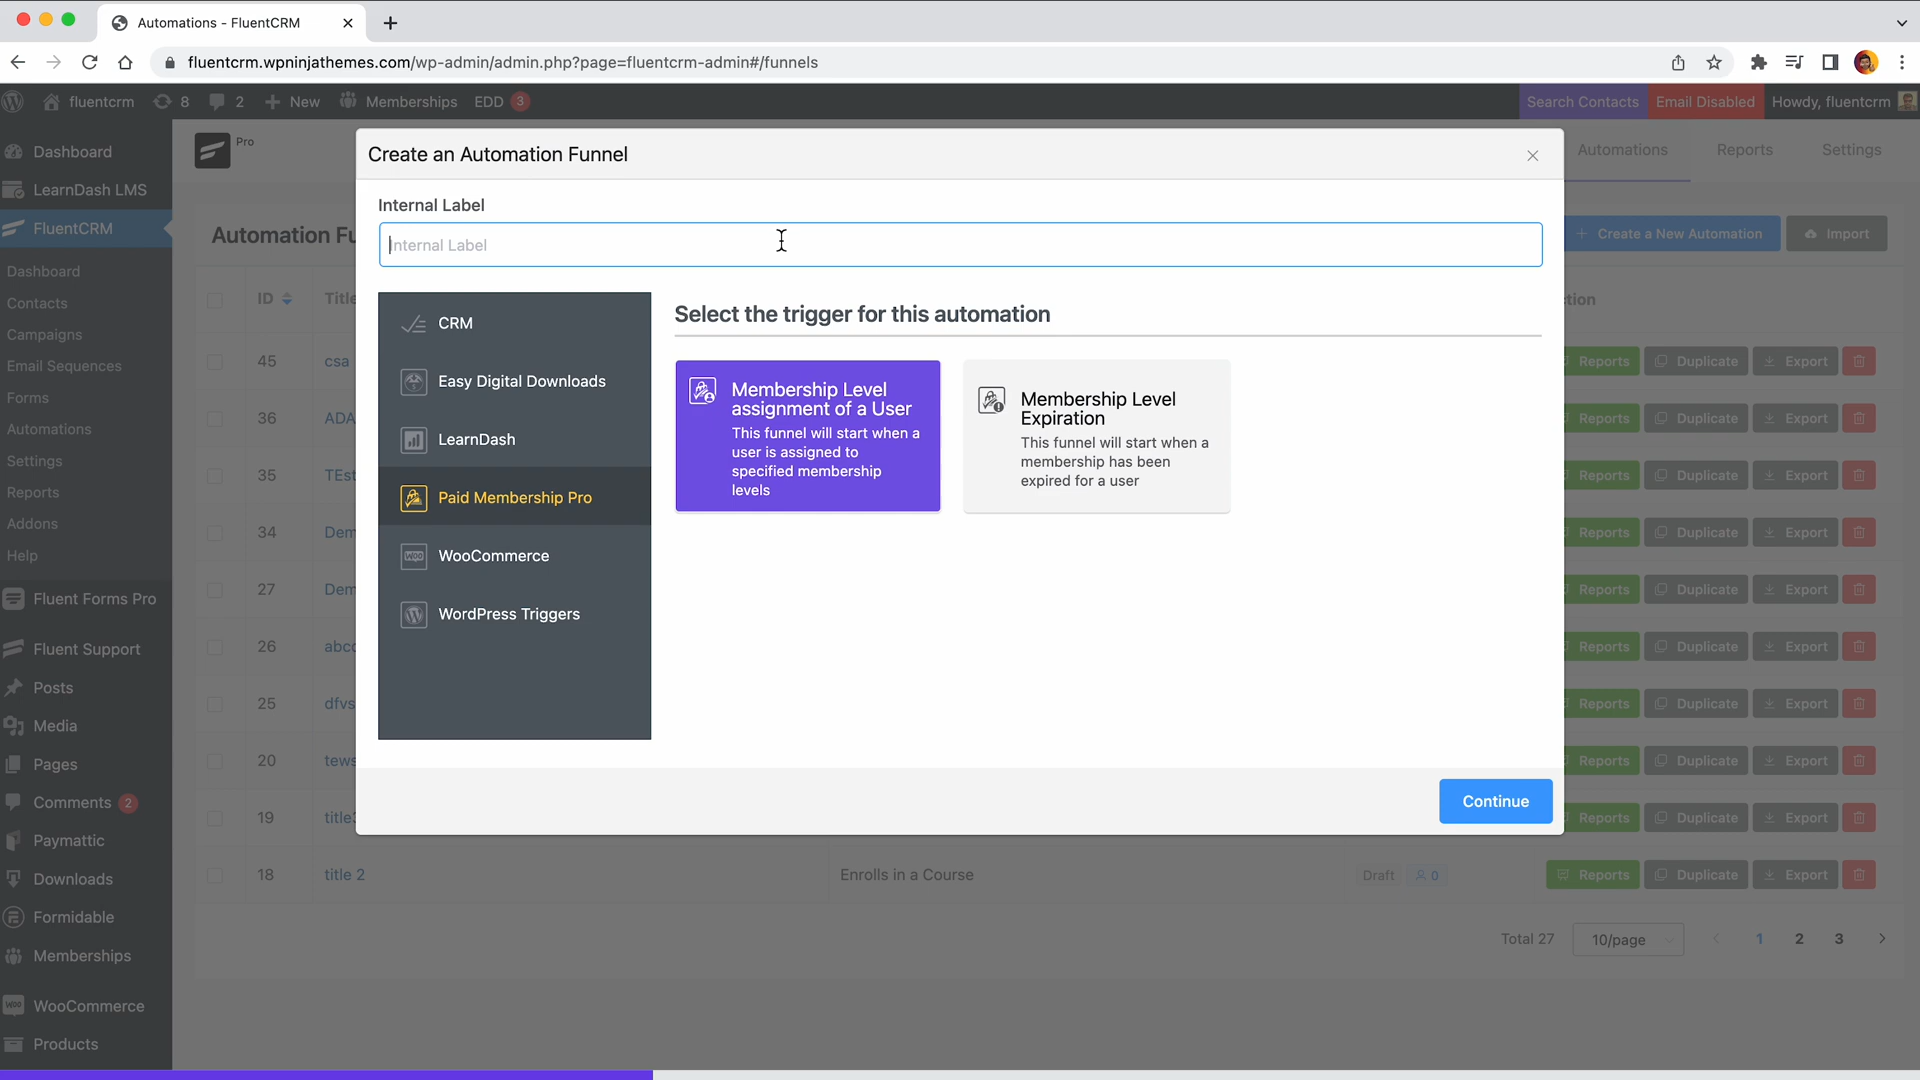 Automations - FluentCRM
fluentcrm.wpninjathemes.com/wp-admin/admin.php?page=fluentcrm-admin#/funnels
fluentcrm 8 2 New Memberships EDD 3 Search Contacts Email Disabled Howdy, fluentcrm
Dashboard
LearnDash LMS
FluentCRM
Dashboard
Contacts
Campaigns
Email Sequences
Forms
Automations
Settings
Reports
Addons
Help
Fluent Forms Pro
Fluent Support
Posts
Media
Pages
Comments 2
Paymattic
Downloads
Formidable
Memberships
WooCommerce
Products
Pro
Automations Reports Settings
Automation Fu
Create a New Automation Import
ID Title
45 csa Reports Duplicate Export
36 ADA Reports Duplicate Export
35 TEst Reports Duplicate Export
34 Dem Reports Duplicate Export
27 Dem Reports Duplicate Export
26 abcd Reports Duplicate Export
25 dfvs Reports Duplicate Export
20 tews Reports Duplicate Export
19 title3 Reports Duplicate Export
18 title 2 Enrolls in a Course Draft 0 Reports Duplicate Export
Total 27 10/page 1 2 3
Create an Automation Funnel
Internal Label
Internal Label
CRM
Easy Digital Downloads
LearnDash
Paid Membership Pro
WooCommerce
WordPress Triggers
Select the trigger for this automation
Membership Level
assignment of a User
This funnel will start when a
user is assigned to
specified membership
levels
Membership Level
Expiration
This funnel will start when a
membership has been
expired for a user
Continue